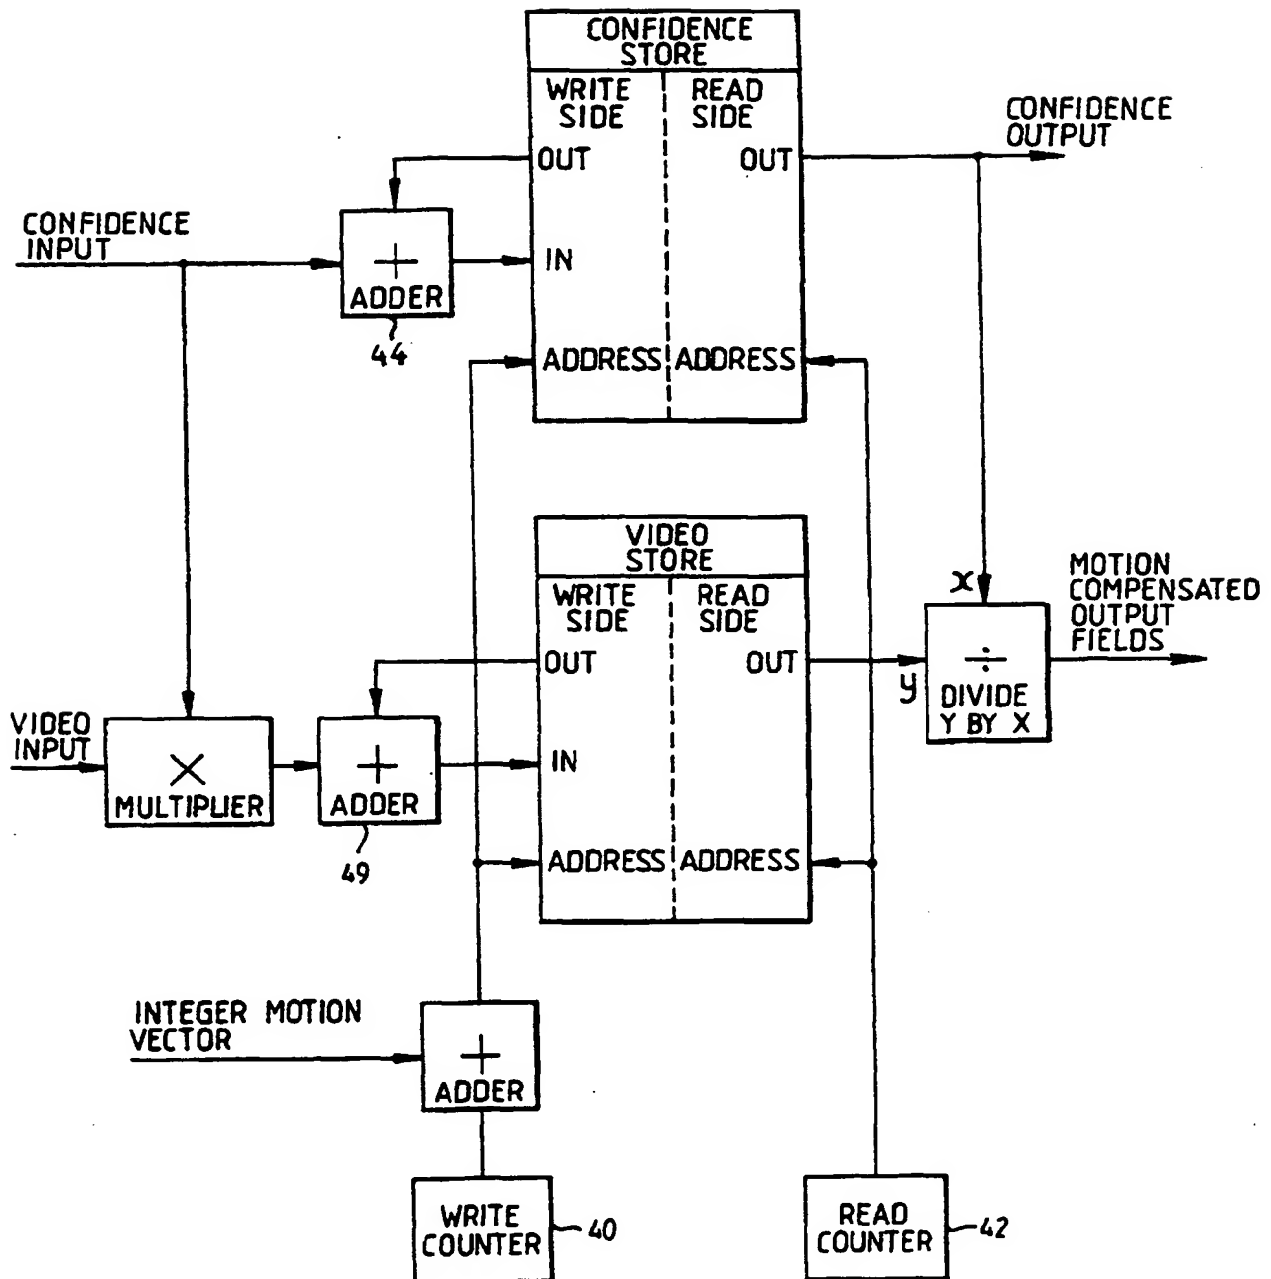 CONFIDENCE
STORE
WRITE
SIDE
READ
SIDE
OUT
OUT
CONFIDENCE
OUTPUT
CONFIDENCE
INPUT
+
ADDER
44
IN
ADDRESS
ADDRESS
VIDEO
STORE
WRITE
SIDE
READ
SIDE
OUT
OUT
x
y
÷
DIVIDE
Y BY X
MOTION
COMPENSATED
OUTPUT
FIELDS
VIDEO
INPUT
×
MULTIPLIER
+
ADDER
49
IN
ADDRESS
ADDRESS
INTEGER MOTION
VECTOR
+
ADDER
WRITE
COUNTER
40
READ
COUNTER
42